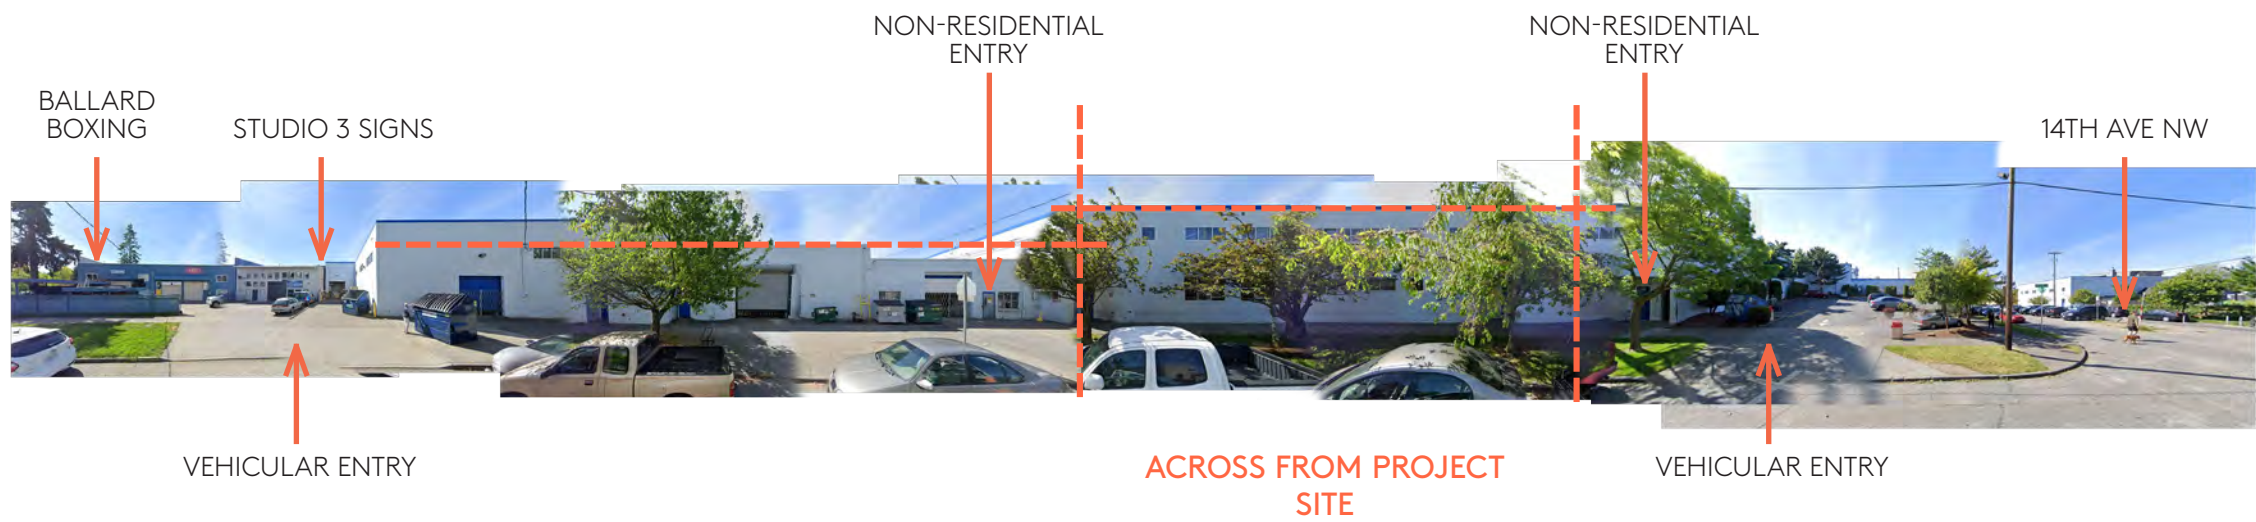 NON-RESIDENTIAL
ENTRY
NON-RESIDENTIAL
ENTRY
BALLARD
BOXING
STUDIO 3 SIGNS
14TH AVE NW
VEHICULAR ENTRY
ACROSS FROM PROJECT
SITE
VEHICULAR ENTRY